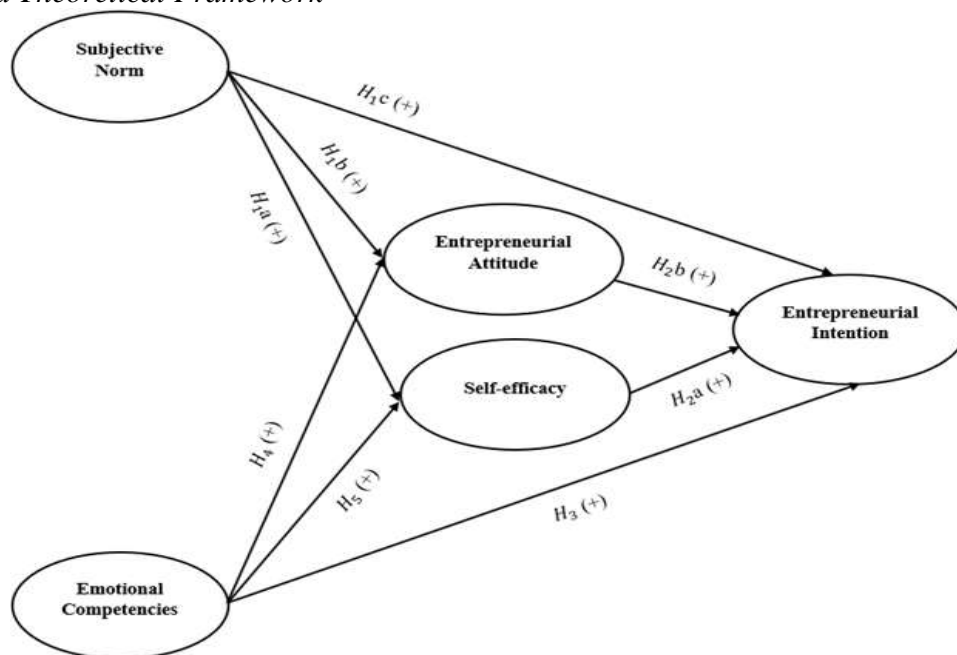 Theoretical Framework
Subjective
Norm
H₁c (+)
H₁b (+)
H₁a (+)
Entrepreneurial
Attitude
H₂b (+)
Entrepreneurial
Intention
Self-efficacy
H₂a (+)
H₄ (+)
H₅ (+)
H₃ (+)
Emotional
Competencies